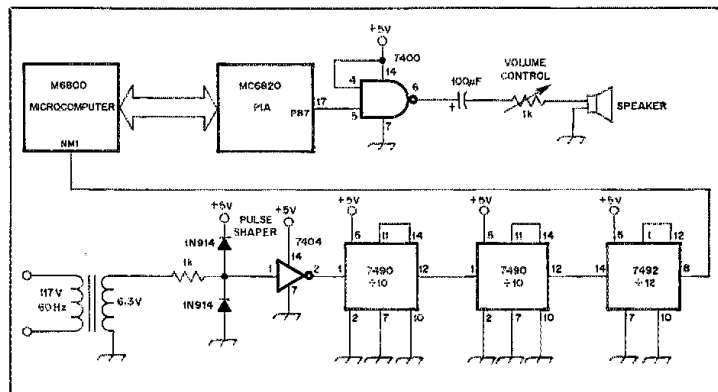 +5V
7400
14
M6800
MICROCOMPUTER
NMI
MC6820
PIA
PB7
17
4
5
6
7
100µF
+
VOLUME
CONTROL
1k
SPEAKER
117V
60Hz
6.3V
1k
1N914
1N914
PULSE
SHAPER
+5V
+5V
7404
14
1
2
7
+5V
5
11
14
1
7490
÷10
12
2
7
10
+5V
5
11
14
1
7490
÷10
12
2
7
10
+5V
5
1
12
14
7492
÷12
8
7
10